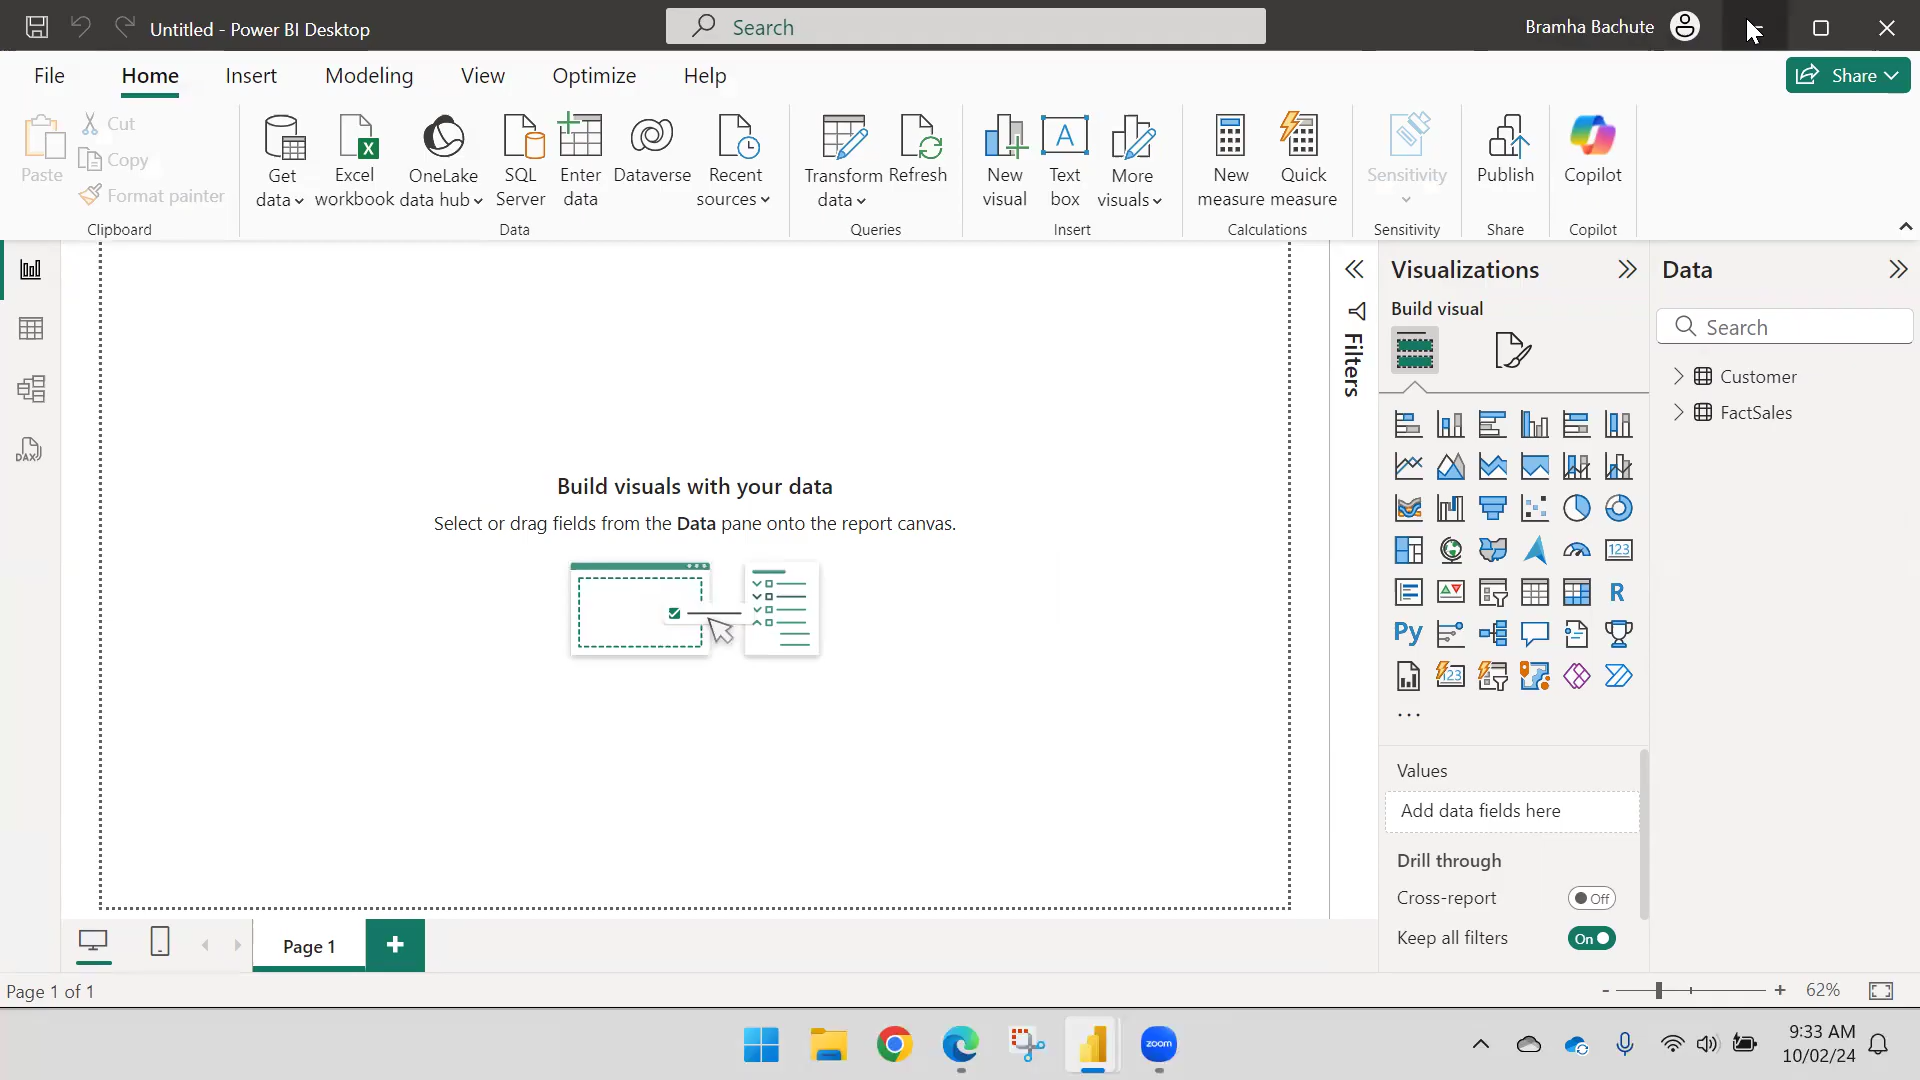 Untitled - Power BI Desktop
Search
Bramha Bachute
File
Home
Insert
Modeling
View
Optimize
Help
Share
Paste
Cut
Copy
Format painter
Clipboard
Get data
Excel workbook
OneLake data hub
SQL Server
Enter data
Dataverse
Recent sources
Data
Transform data
Refresh
Queries
New visual
A
Text box
More visuals
Insert
New measure
Quick measure
Calculations
Sensitivity
Sensitivity
Publish
Share
Copilot
Copilot
DAX
Build visuals with your data
Select or drag fields from the Data pane onto the report canvas.
Filters
Visualizations
Build visual
123
R
Py
123
...
Values
Add data fields here
Drill through
Cross-report
Off
Keep all filters
On
Data
Search
Customer
FactSales
Page 1
+
Page 1 of 1
- + 62%
zoom
9:33 AM
10/02/24